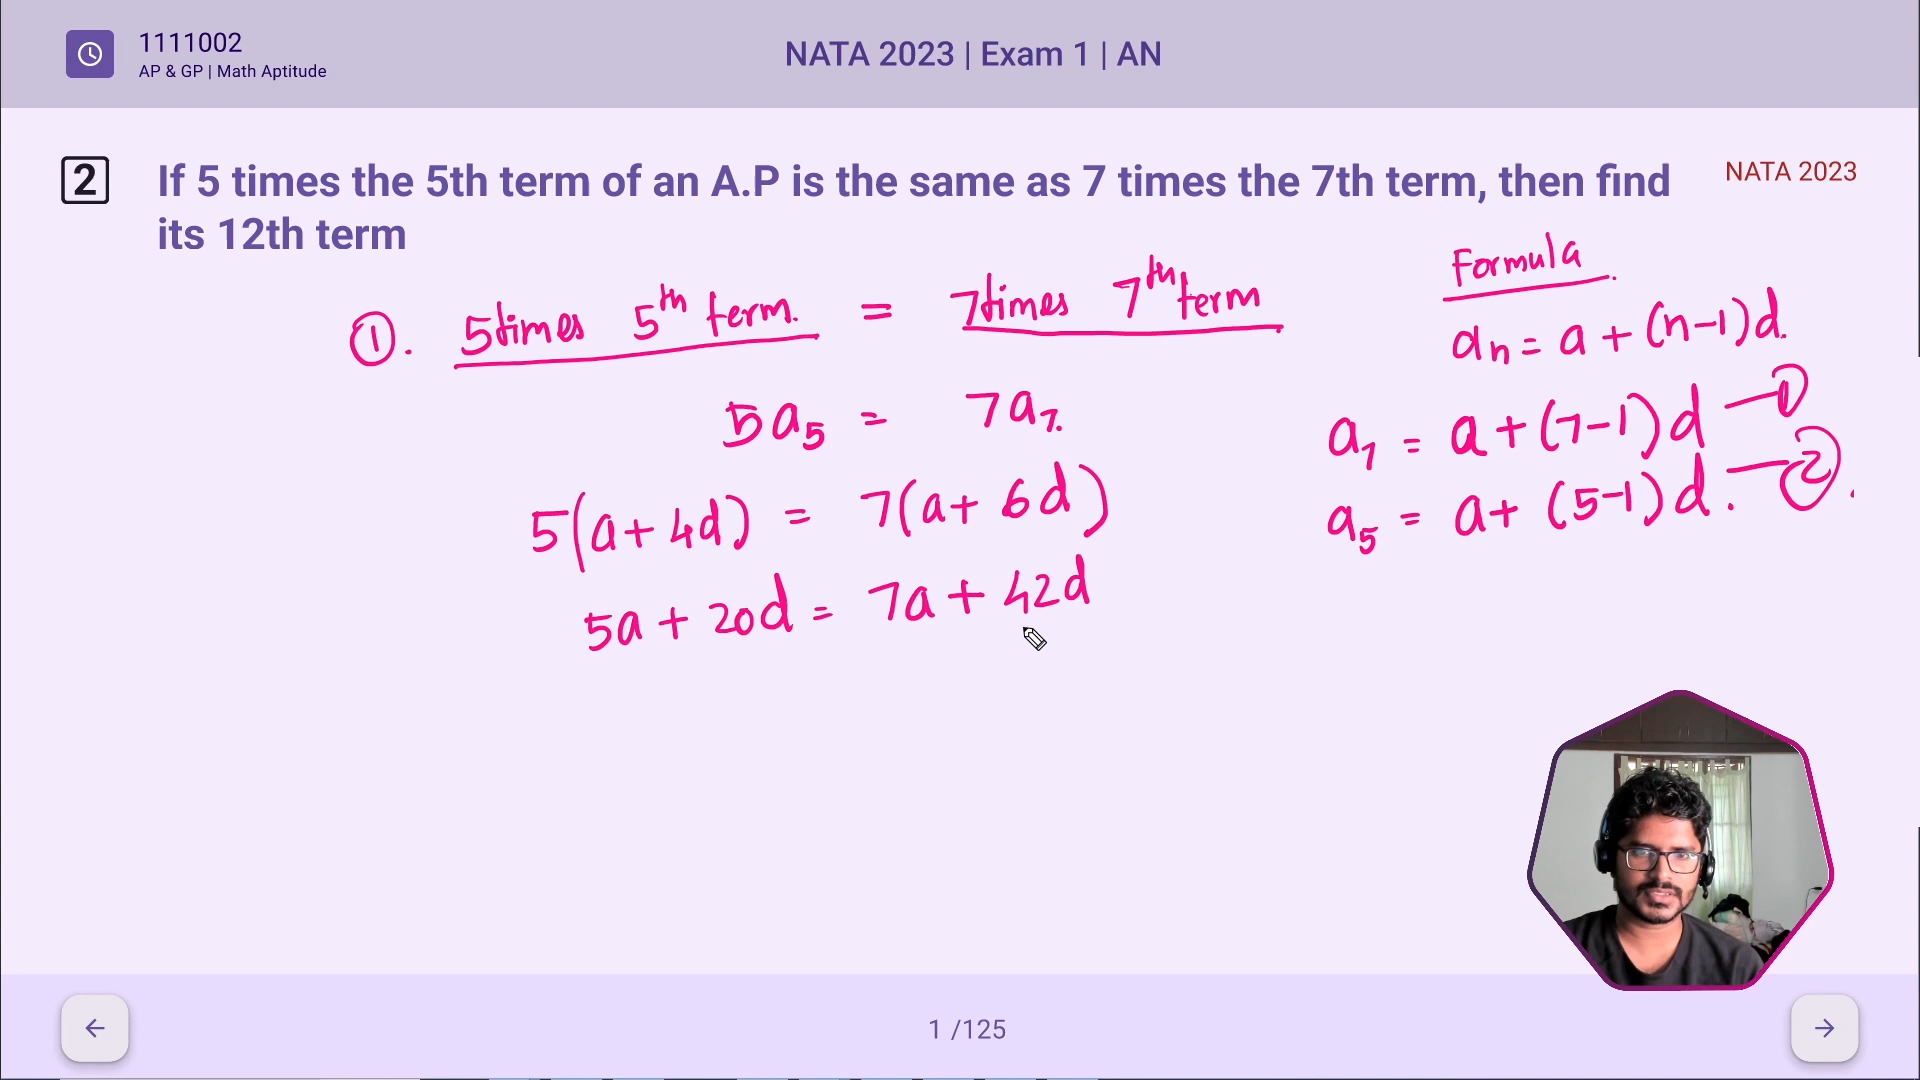 1111002
AP & GP | Math Aptitude
NATA 2023 | Exam 1 | AN
2
If 5 times the 5th term of an A.P is the same as 7 times the 7th term, then find
its 12th term
NATA 2023
①. 5times 5th term. = 7times 7th term
5a₅ = 7a₇.
5(a+4d) = 7(a+6d)
5a + 20d = 7a + 42d
Formula
aₙ = a + (n-1)d.
a₇ = a + (7-1)d — ①
a₅ = a + (5-1)d. — ②.
1 /125